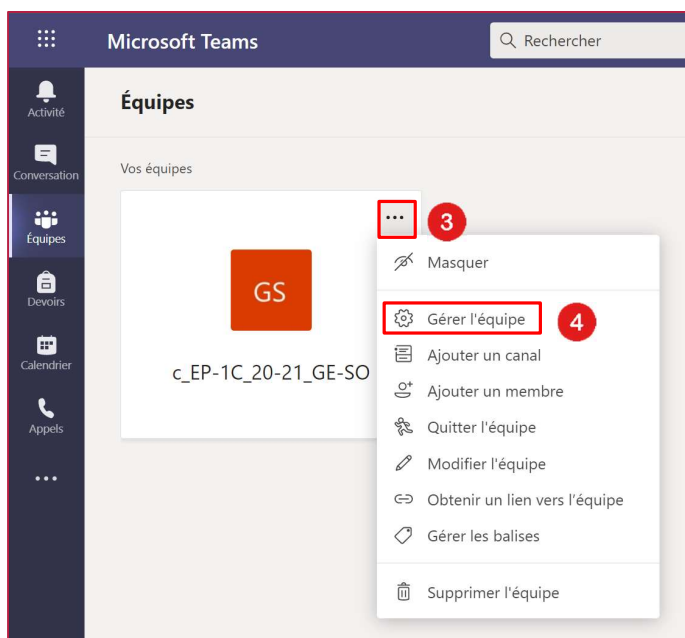 Microsoft Teams
Rechercher
Activité
Conversation
Équipes
Devoirs
Calendrier
Appels
Équipes
Vos équipes
...
3
GS
c_EP-1C_20-21_GE-SO
Masquer
Gérer l'équipe
4
Ajouter un canal
Ajouter un membre
Quitter l'équipe
Modifier l'équipe
Obtenir un lien vers l’équipe
Gérer les balises
Supprimer l'équipe